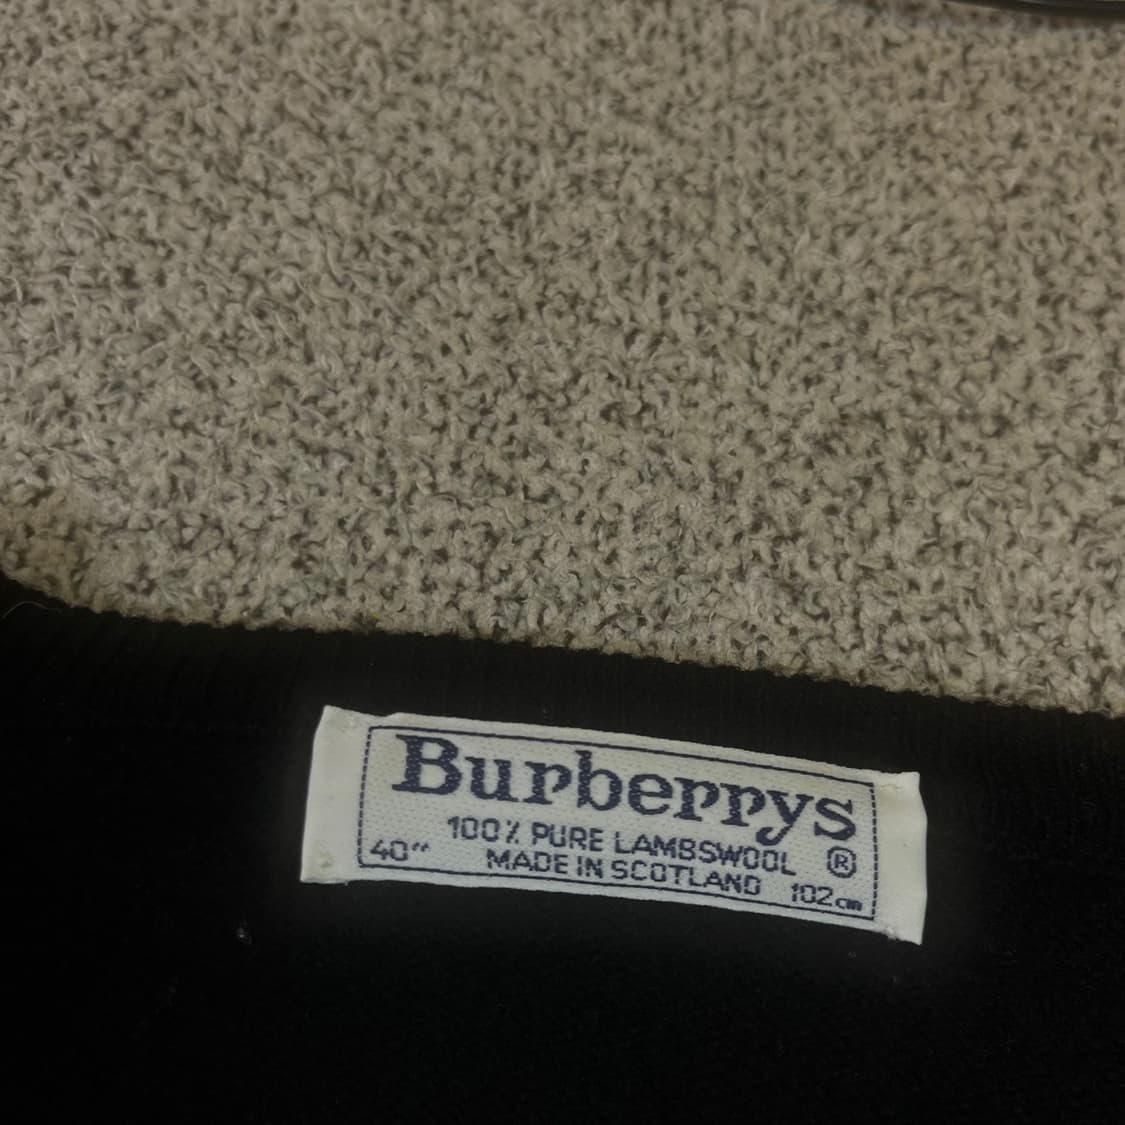 Burberrys
100% PURE LAMBSWOOL ®
40" MADE IN SCOTLAND 102cm